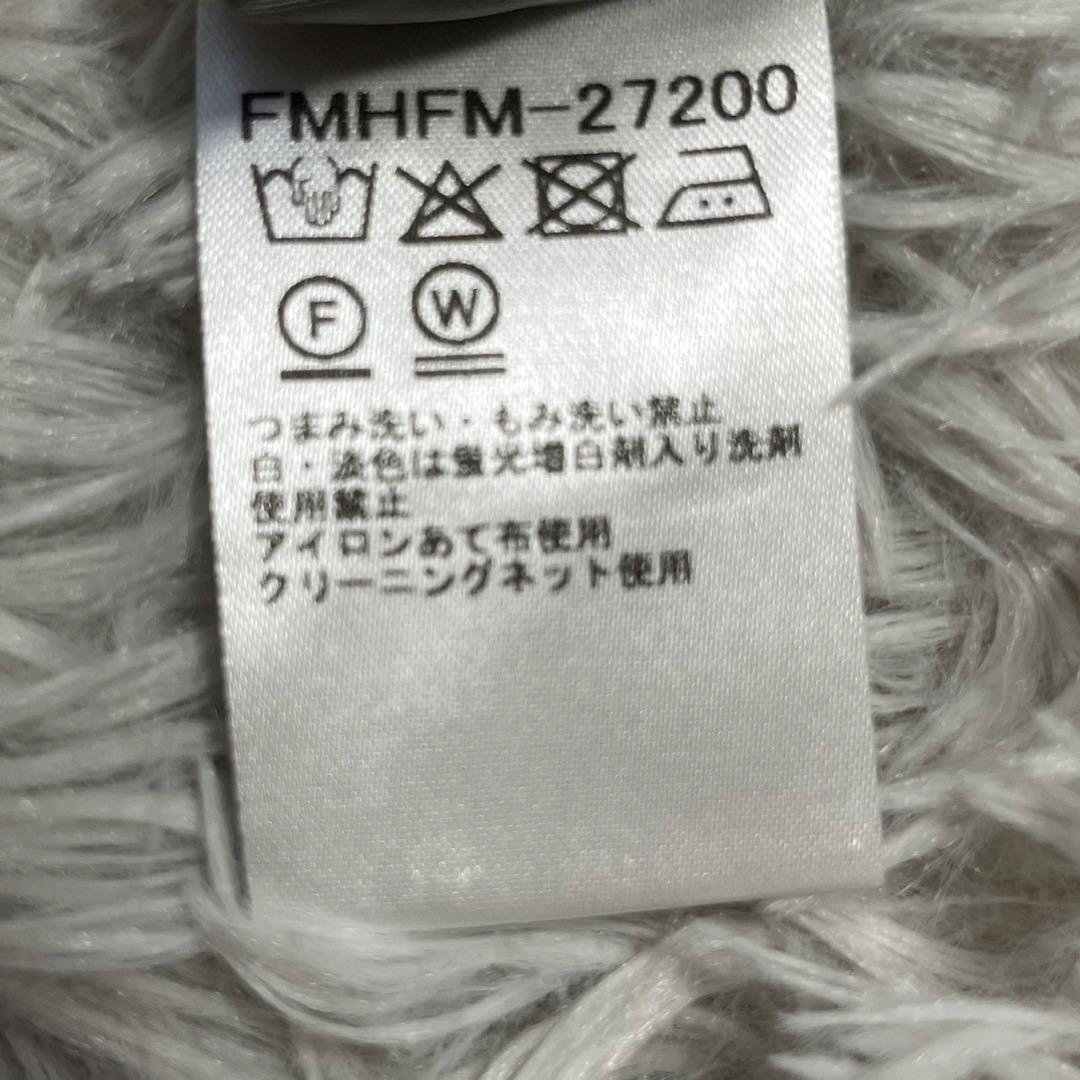 FMHFM-27200
F W
つまみ洗い・もみ洗い禁止
白・淡色は蛍光増白剤入り洗剤
使用禁止
アイロンあて布使用
クリーニングネット使用